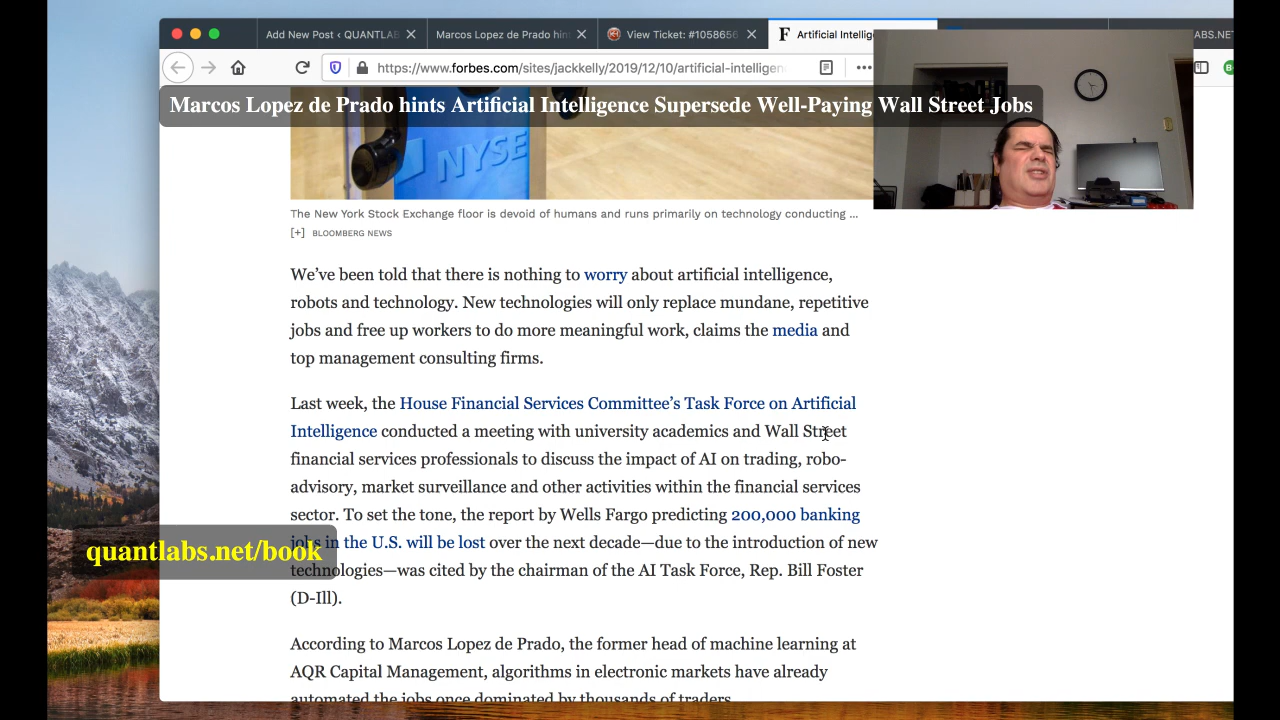 Add New Post ‹ QUANTLAB
Marcos Lopez de Prado hin
View Ticket: #1058656
F Artificial Intellige
ABS.NET
https://www.forbes.com/sites/jackkelly/2019/12/10/artificial-intelligen
Marcos Lopez de Prado hints Artificial Intelligence Supersede Well-Paying Wall Street Jobs
NYSE
The New York Stock Exchange floor is devoid of humans and runs primarily on technology conducting ...
[+] BLOOMBERG NEWS
We’ve been told that there is nothing to worry about artificial intelligence,
robots and technology. New technologies will only replace mundane, repetitive
jobs and free up workers to do more meaningful work, claims the media and
top management consulting firms.
Last week, the House Financial Services Committee’s Task Force on Artificial
Intelligence conducted a meeting with university academics and Wall Street
financial services professionals to discuss the impact of AI on trading, robo-
advisory, market surveillance and other activities within the financial services
sector. To set the tone, the report by Wells Fargo predicting 200,000 banking
jobs in the U.S. will be lost over the next decade—due to the introduction of new
quantlabs.net/book
technologies—was cited by the chairman of the AI Task Force, Rep. Bill Foster
(D-Ill).
According to Marcos Lopez de Prado, the former head of machine learning at
AQR Capital Management, algorithms in electronic markets have already
automated the jobs once dominated by thousands of traders